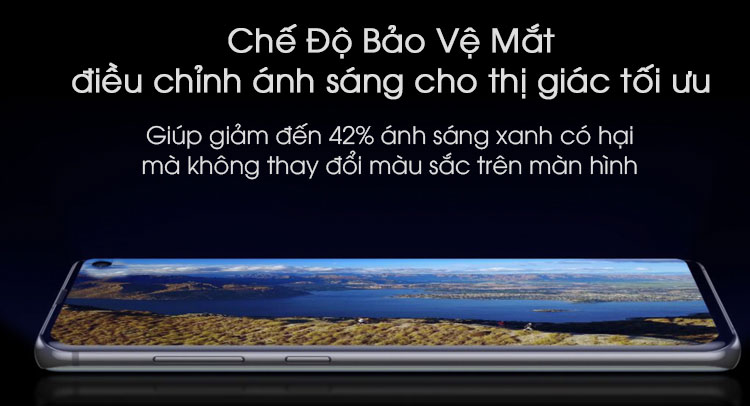 Chế Độ Bảo Vệ Mắt
điều chỉnh ánh sáng cho thị giác tối ưu
Giúp giảm đến 42% ánh sáng xanh có hại
mà không thay đổi màu sắc trên màn hình